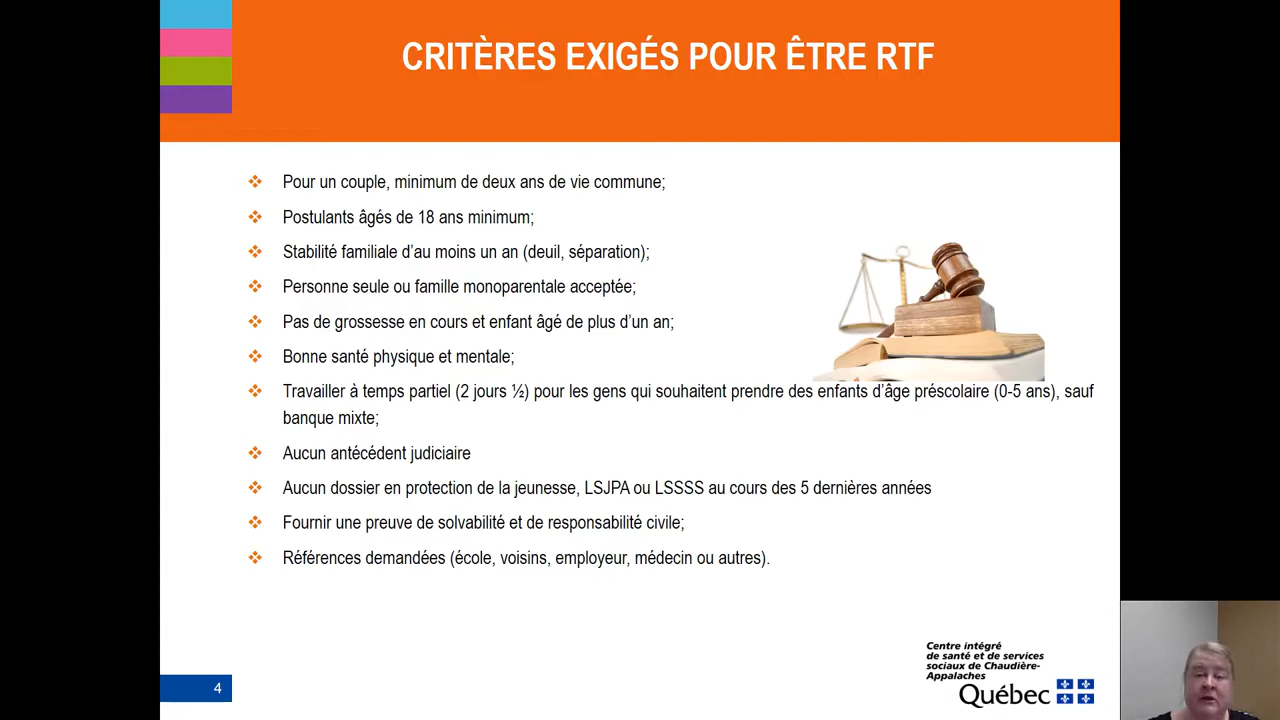 CRITÈRES EXIGÉS POUR ÊTRE RTF
Pour un couple, minimum de deux ans de vie commune;
Postulants âgés de 18 ans minimum;
Stabilité familiale d’au moins un an (deuil, séparation);
Personne seule ou famille monoparentale acceptée;
Pas de grossesse en cours et enfant âgé de plus d’un an;
Bonne santé physique et mentale;
Travailler à temps partiel (2 jours ½) pour les gens qui souhaitent prendre des enfants d’âge préscolaire (0-5 ans), sauf
banque mixte;
Aucun antécédent judiciaire
Aucun dossier en protection de la jeunesse, LSJPA ou LSSSS au cours des 5 dernières années
Fournir une preuve de solvabilité et de responsabilité civile;
Références demandées (école, voisins, employeur, médecin ou autres).
Centre intégré
de santé et de services
sociaux de Chaudière-
Appalaches
Québec
4